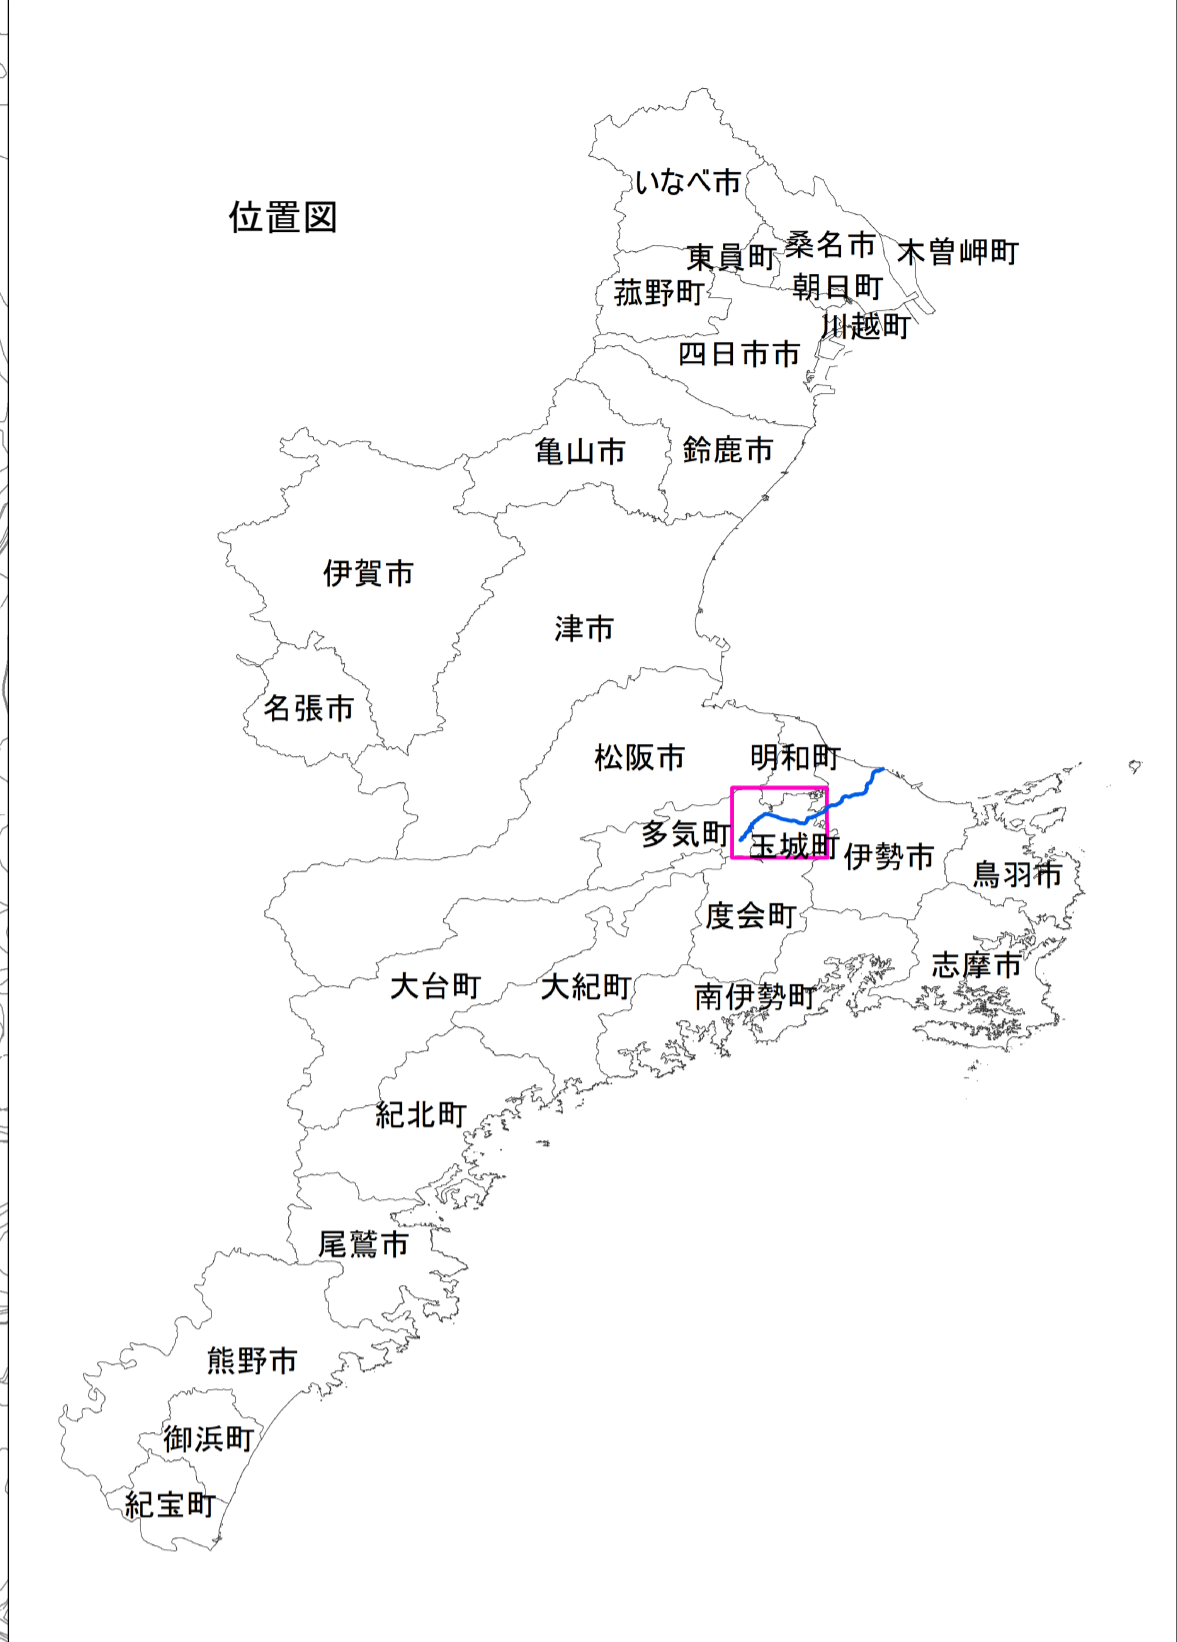 位置図
いなべ市
東員町
桑名市
木曽岬町
菰野町
朝日町
川越町
四日市市
亀山市
鈴鹿市
伊賀市
津市
名張市
松阪市
明和町
多気町
玉城町
伊勢市
鳥羽市
度会町
志摩市
大台町
大紀町
南伊勢町
紀北町
尾鷲市
熊野市
御浜町
紀宝町